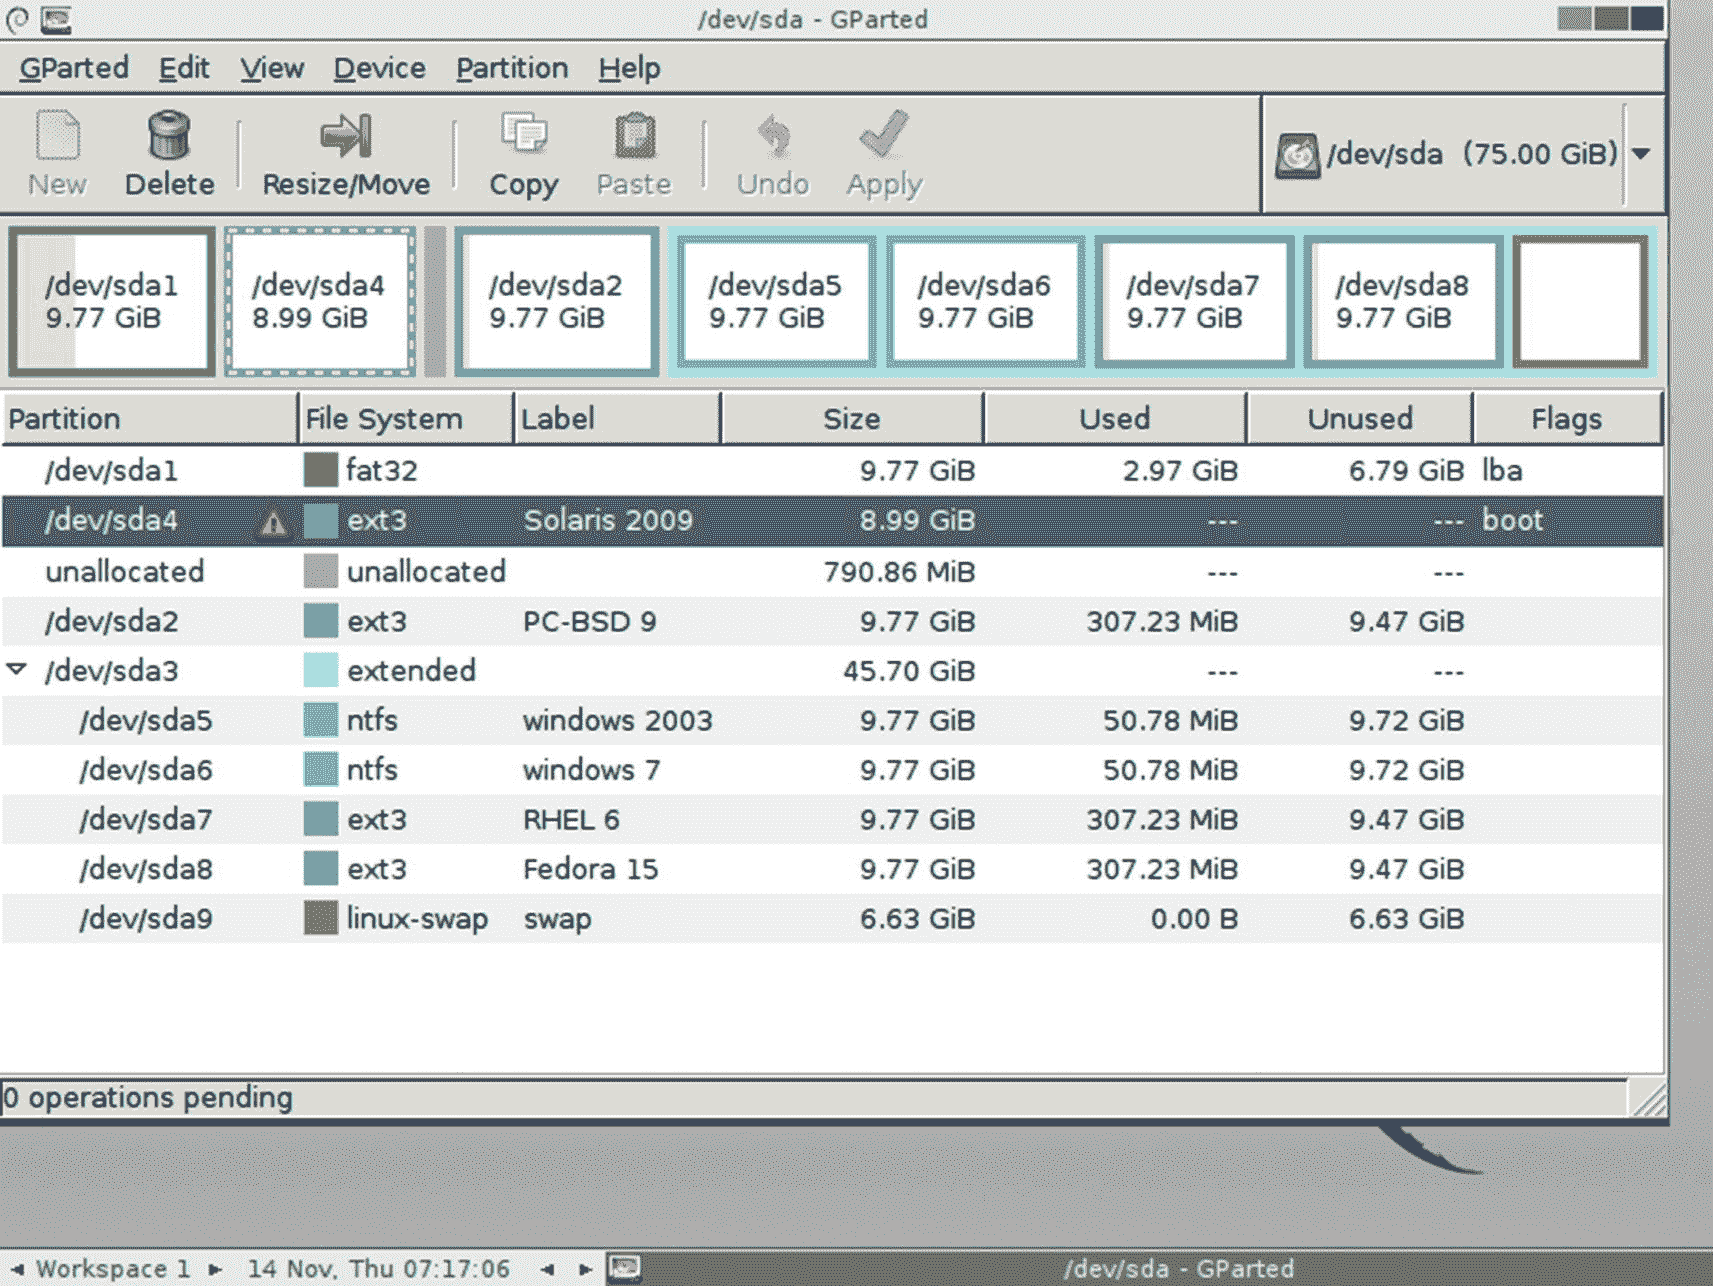 /dev/sda - GParted
GParted Edit View Device Partition Help
New Delete Resize/Move Copy Paste Undo Apply /dev/sda (75.00 GiB)
/dev/sda1 /dev/sda4 /dev/sda2 /dev/sda5 /dev/sda6 /dev/sda7 /dev/sda8
9.77 GiB 8.99 GiB 9.77 GiB 9.77 GiB 9.77 GiB 9.77 GiB 9.77 GiB
Partition File System Label Size Used Unused Flags
/dev/sda1 fat32 9.77 GiB 2.97 GiB 6.79 GiB lba
/dev/sda4 ext3 Solaris 2009 8.99 GiB --- --- boot
unallocated unallocated 790.86 MiB --- ---
/dev/sda2 ext3 PC-BSD 9 9.77 GiB 307.23 MiB 9.47 GiB
/dev/sda3 extended 45.70 GiB --- ---
/dev/sda5 ntfs windows 2003 9.77 GiB 50.78 MiB 9.72 GiB
/dev/sda6 ntfs windows 7 9.77 GiB 50.78 MiB 9.72 GiB
/dev/sda7 ext3 RHEL 6 9.77 GiB 307.23 MiB 9.47 GiB
/dev/sda8 ext3 Fedora 15 9.77 GiB 307.23 MiB 9.47 GiB
/dev/sda9 linux-swap swap 6.63 GiB 0.00 B 6.63 GiB
0 operations pending
Workspace 1 14 Nov, Thu 07:17:06 /dev/sda - GParted